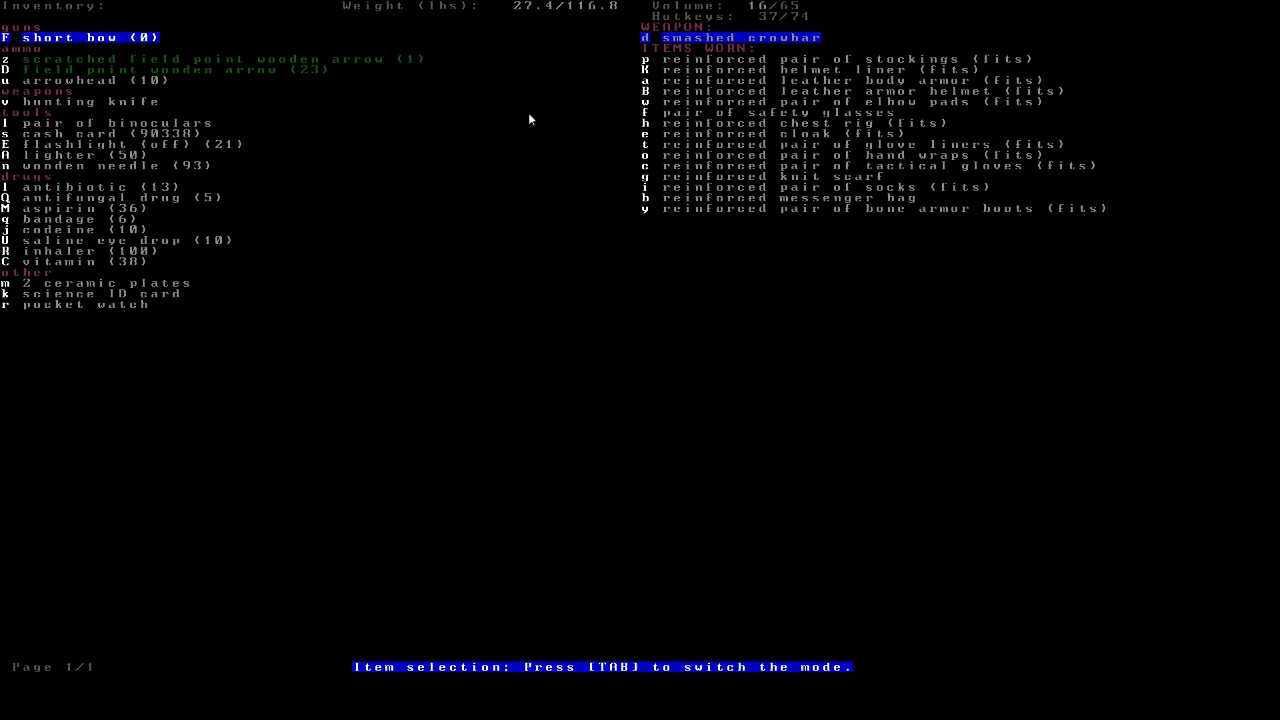 Inventory: Weight (lbs): 27.4/116.8 Volume: 16/65
Hotkeys: 37/74
guns
F short bow (0)
ammo
z scratched field point wooden arrow (1)
D field point wooden arrow (23)
u arrowhead (10)
weapons
v hunting knife
tools
l pair of binoculars
s cash card (90338)
E flashlight (off) (21)
A lighter (50)
n wooden needle (93)
drugs
I antibiotic (13)
Q antifungal drug (5)
M aspirin (36)
q bandage (6)
j codeine (10)
U saline eye drop (10)
R inhaler (100)
C vitamin (38)
other
m 2 ceramic plates
k science ID card
r pocket watch
WEAPON:
d smashed crowbar
ITEMS WORN:
p reinforced pair of stockings (fits)
K reinforced helmet liner (fits)
a reinforced leather body armor (fits)
B reinforced leather armor helmet (fits)
w reinforced pair of elbow pads (fits)
f pair of safety glasses
h reinforced chest rig (fits)
e reinforced cloak (fits)
t reinforced pair of glove liners (fits)
o reinforced pair of hand wraps (fits)
c reinforced pair of tactical gloves (fits)
g reinforced knit scarf
i reinforced pair of socks (fits)
b reinforced messenger bag
y reinforced pair of bone armor boots (fits)
Page 1/1 Item selection: Press [TAB] to switch the mode.